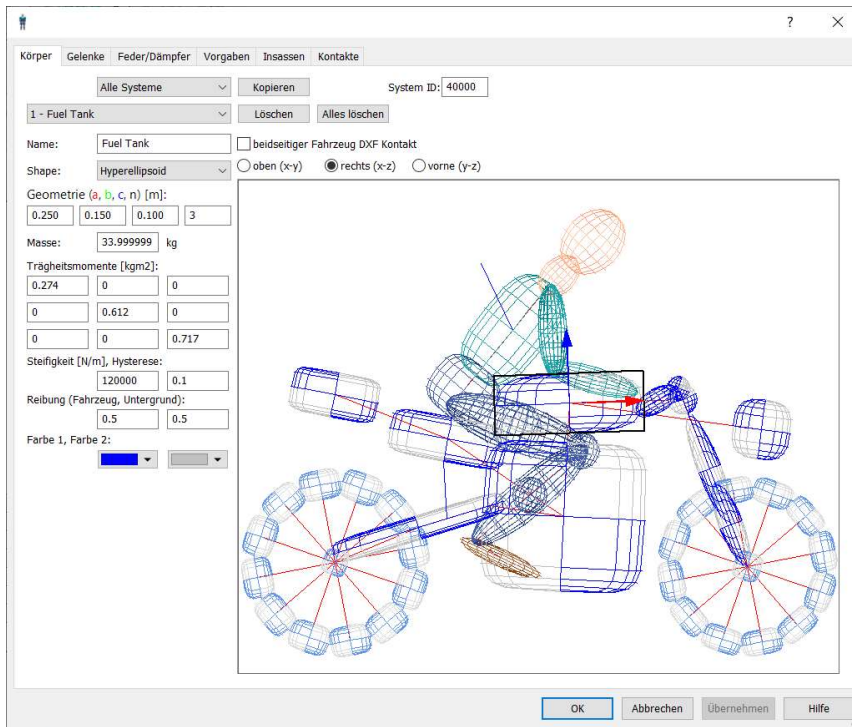 ?
Körper Gelenke Feder/Dämpfer Vorgaben Insassen Kontakte
Alle Systeme Kopieren System ID: 40000
1 - Fuel Tank Löschen Alles löschen
Name: Fuel Tank beidseitiger Fahrzeug DXF Kontakt
Shape: Hyperellipsoid oben (x-y) rechts (x-z) vorne (y-z)
Geometrie (a, b, c, n) [m]:
0.250 0.150 0.100 3
Masse: 33.999999 kg
Trägheitsmomente [kgm2]:
0.274 0 0
0 0.612 0
0 0 0.717
Steifigkeit [N/m], Hysterese:
120000 0.1
Reibung (Fahrzeug, Untergrund):
0.5 0.5
Farbe 1, Farbe 2:
OK Abbrechen Übernehmen Hilfe